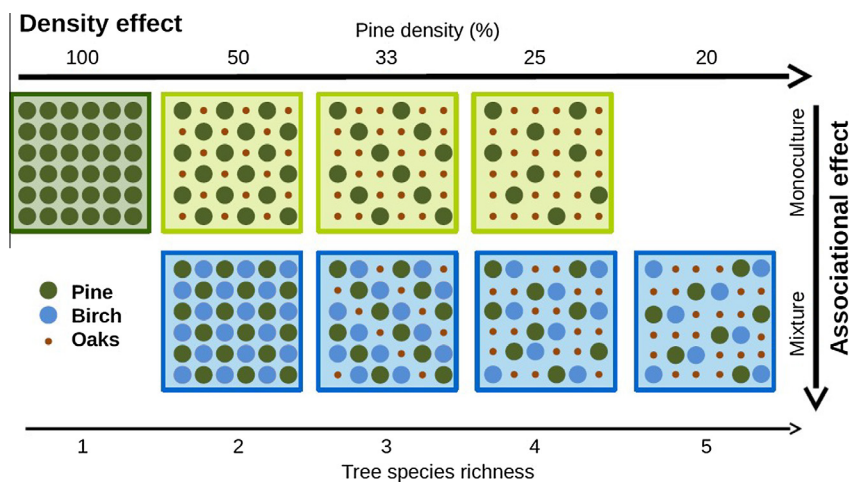 Density effect
Pine density (%)
100 50 33 25 20
Monoculture
Associational effect
Pine
Birch
Oaks
Mixture
1 2 3 4 5
Tree species richness